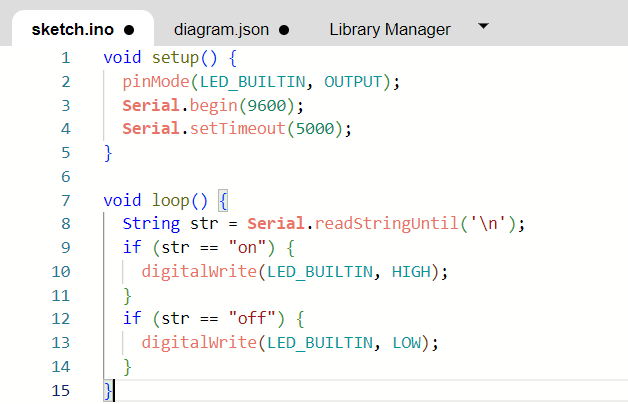 sketch.ino ● diagram.json ● Library Manager
1 void setup() {
2 pinMode(LED_BUILTIN, OUTPUT);
3 Serial.begin(9600);
4 Serial.setTimeout(5000);
5 }
6
7 void loop() {
8 String str = Serial.readStringUntil('\n');
9 if (str == "on") {
10 digitalWrite(LED_BUILTIN, HIGH);
11 }
12 if (str == "off") {
13 digitalWrite(LED_BUILTIN, LOW);
14 }
15 }